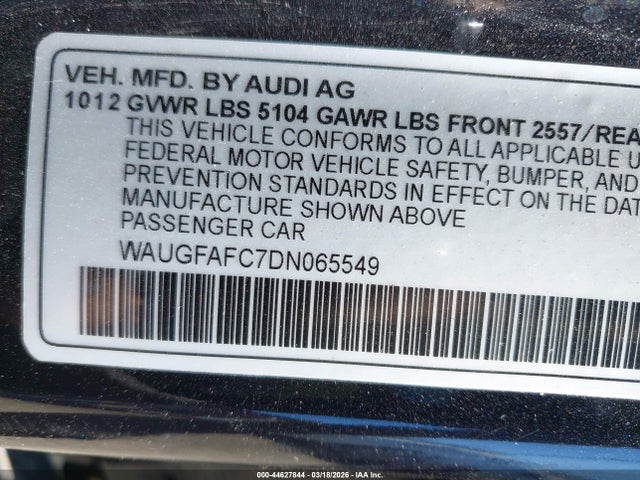 VEH. MFD. BY AUDI AG
1012 GVWR LBS 5104 GAWR LBS FRONT 2557/REA
THIS VEHICLE CONFORMS TO ALL APPLICABLE U
FEDERAL MOTOR VEHICLE SAFETY, BUMPER, AND
PREVENTION STANDARDS IN EFFECT ON THE DAT
MANUFACTURE SHOWN ABOVE
PASSENGER CAR
WAUGFAFC7DN065549
000-44627844 | 03/18/2026 - IAA Inc.